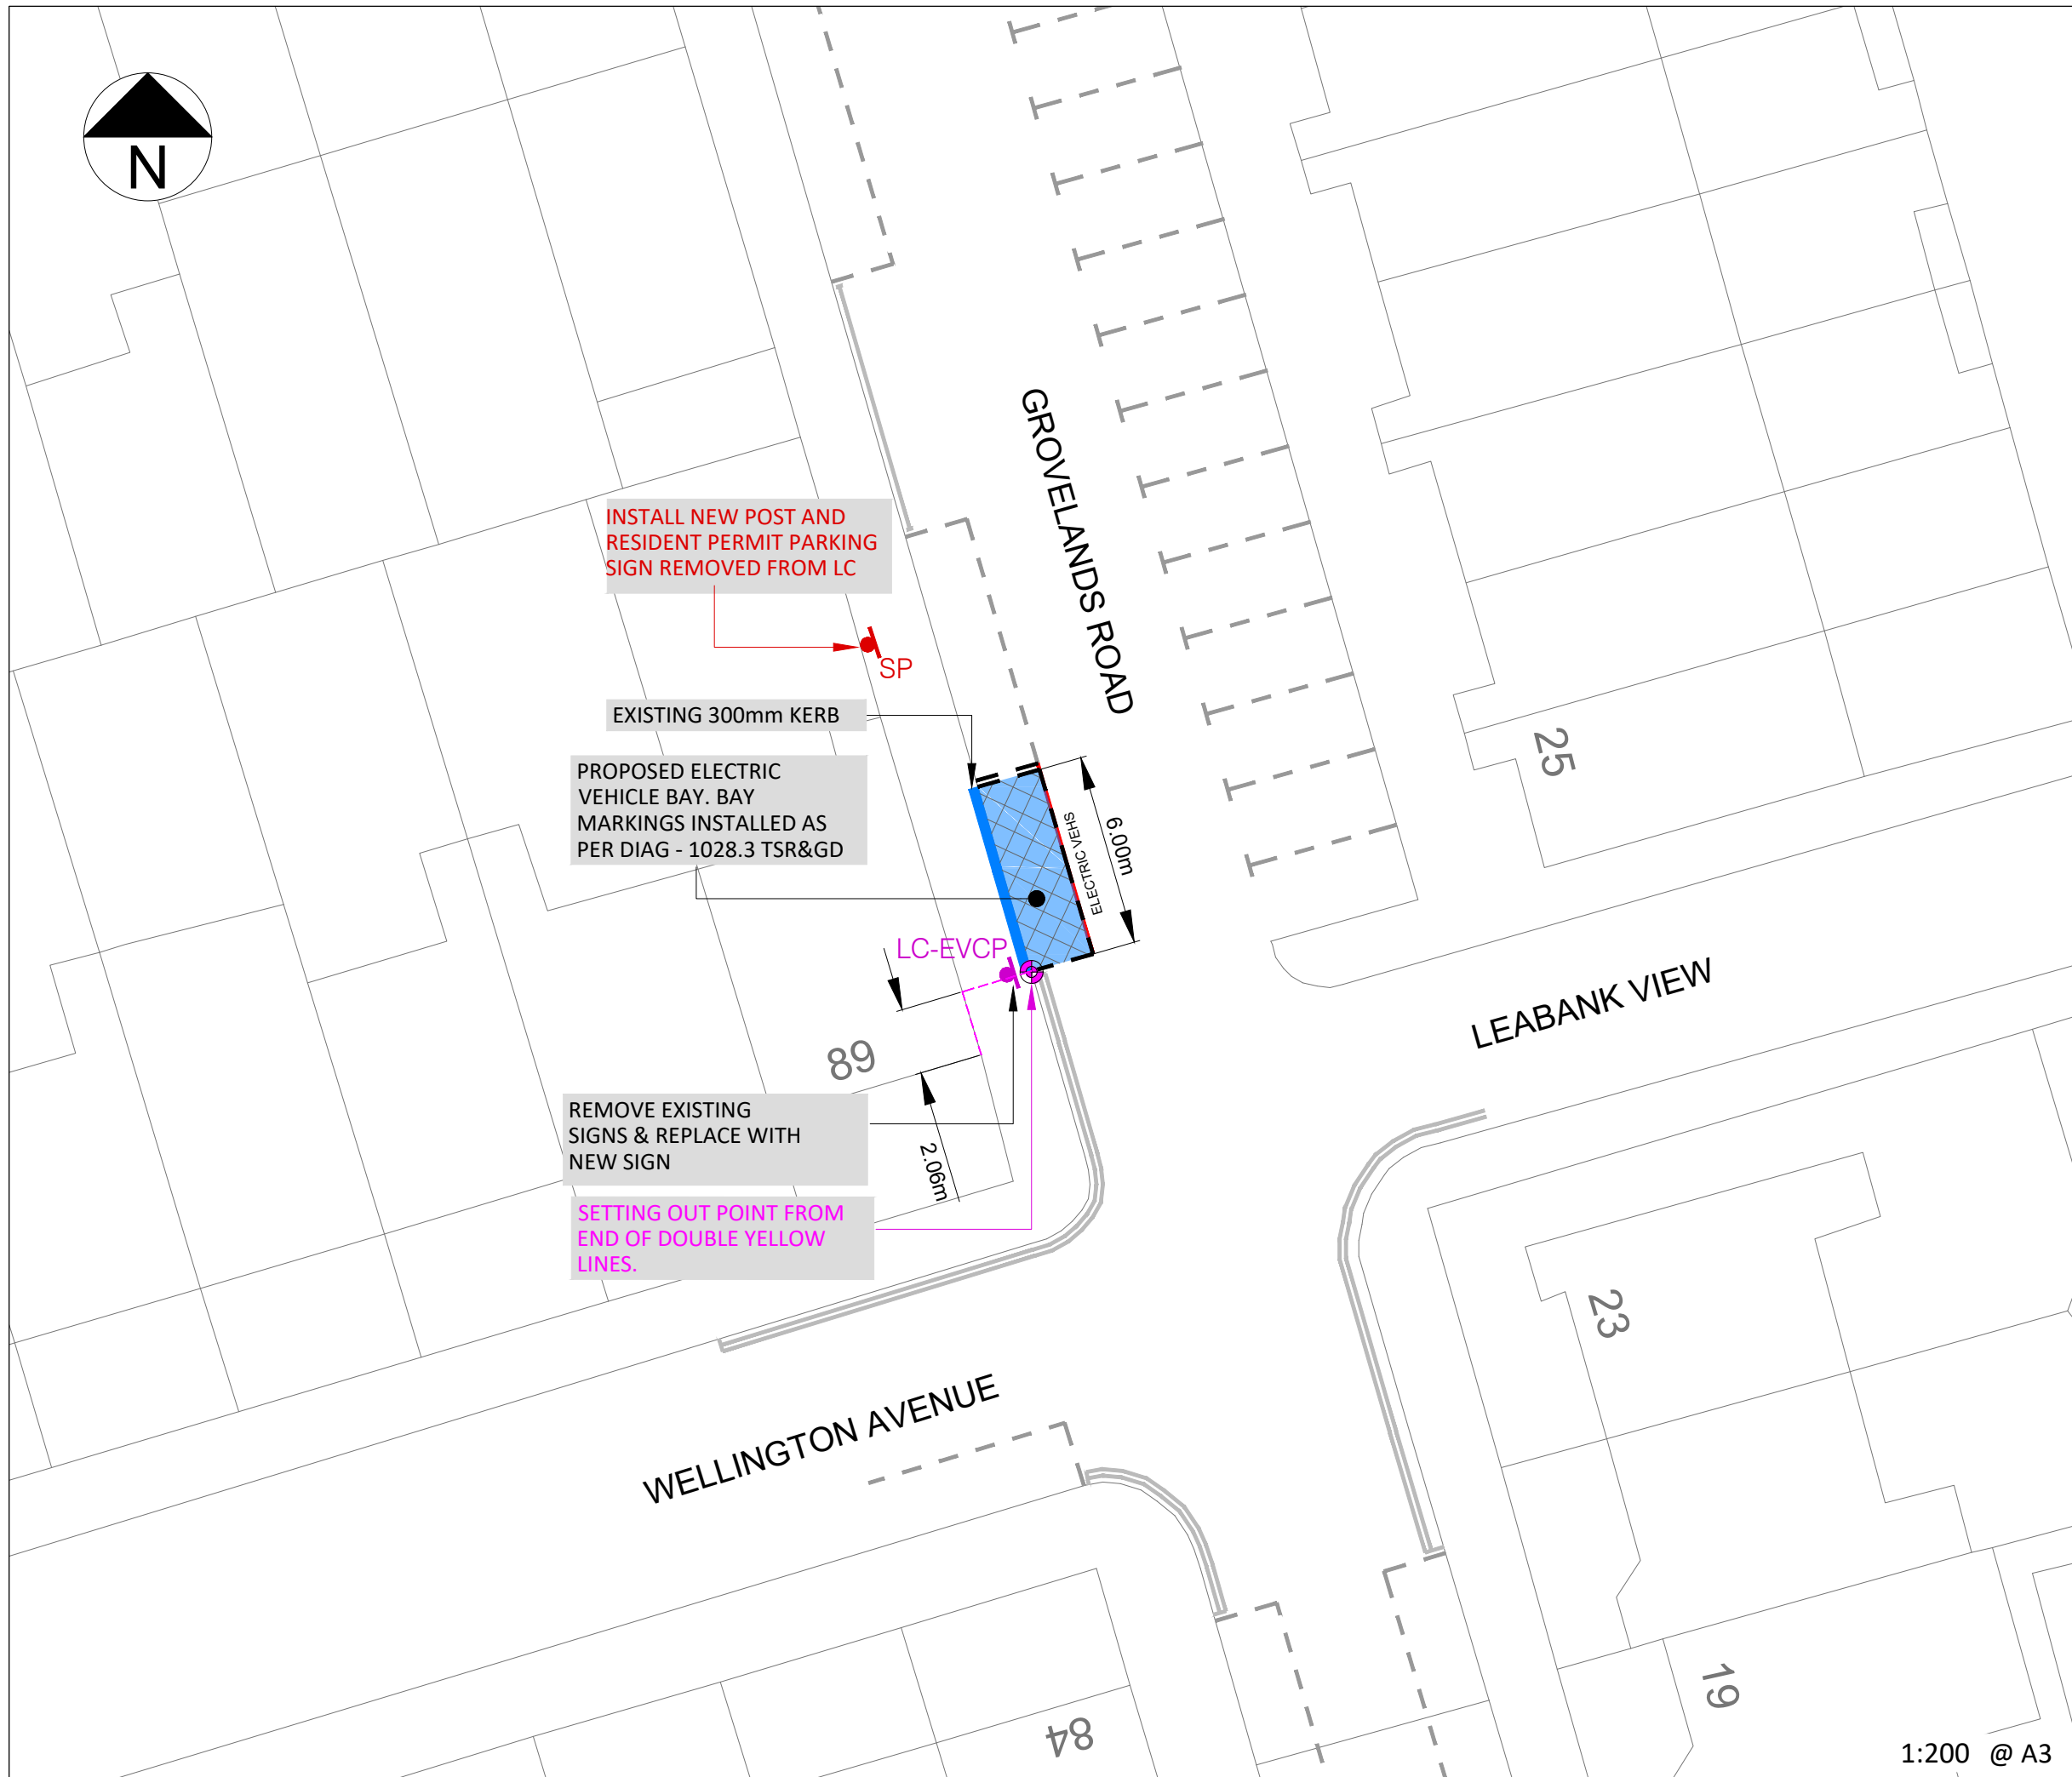 N
GROVELANDS ROAD
INSTALL NEW POST AND
RESIDENT PERMIT PARKING
SIGN REMOVED FROM LC
SP
EXISTING 300mm KERB
25
PROPOSED ELECTRIC
VEHICLE BAY. BAY
MARKINGS INSTALLED AS
PER DIAG - 1028.3 TSR&GD
ELECTRIC VEHS
6.00m
LC-EVCP
LEABANK VIEW
89
REMOVE EXISTING
SIGNS & REPLACE WITH
NEW SIGN
2.06m
SETTING OUT POINT FROM
END OF DOUBLE YELLOW
LINES.
23
WELLINGTON AVENUE
19
84
1:200 @ A3